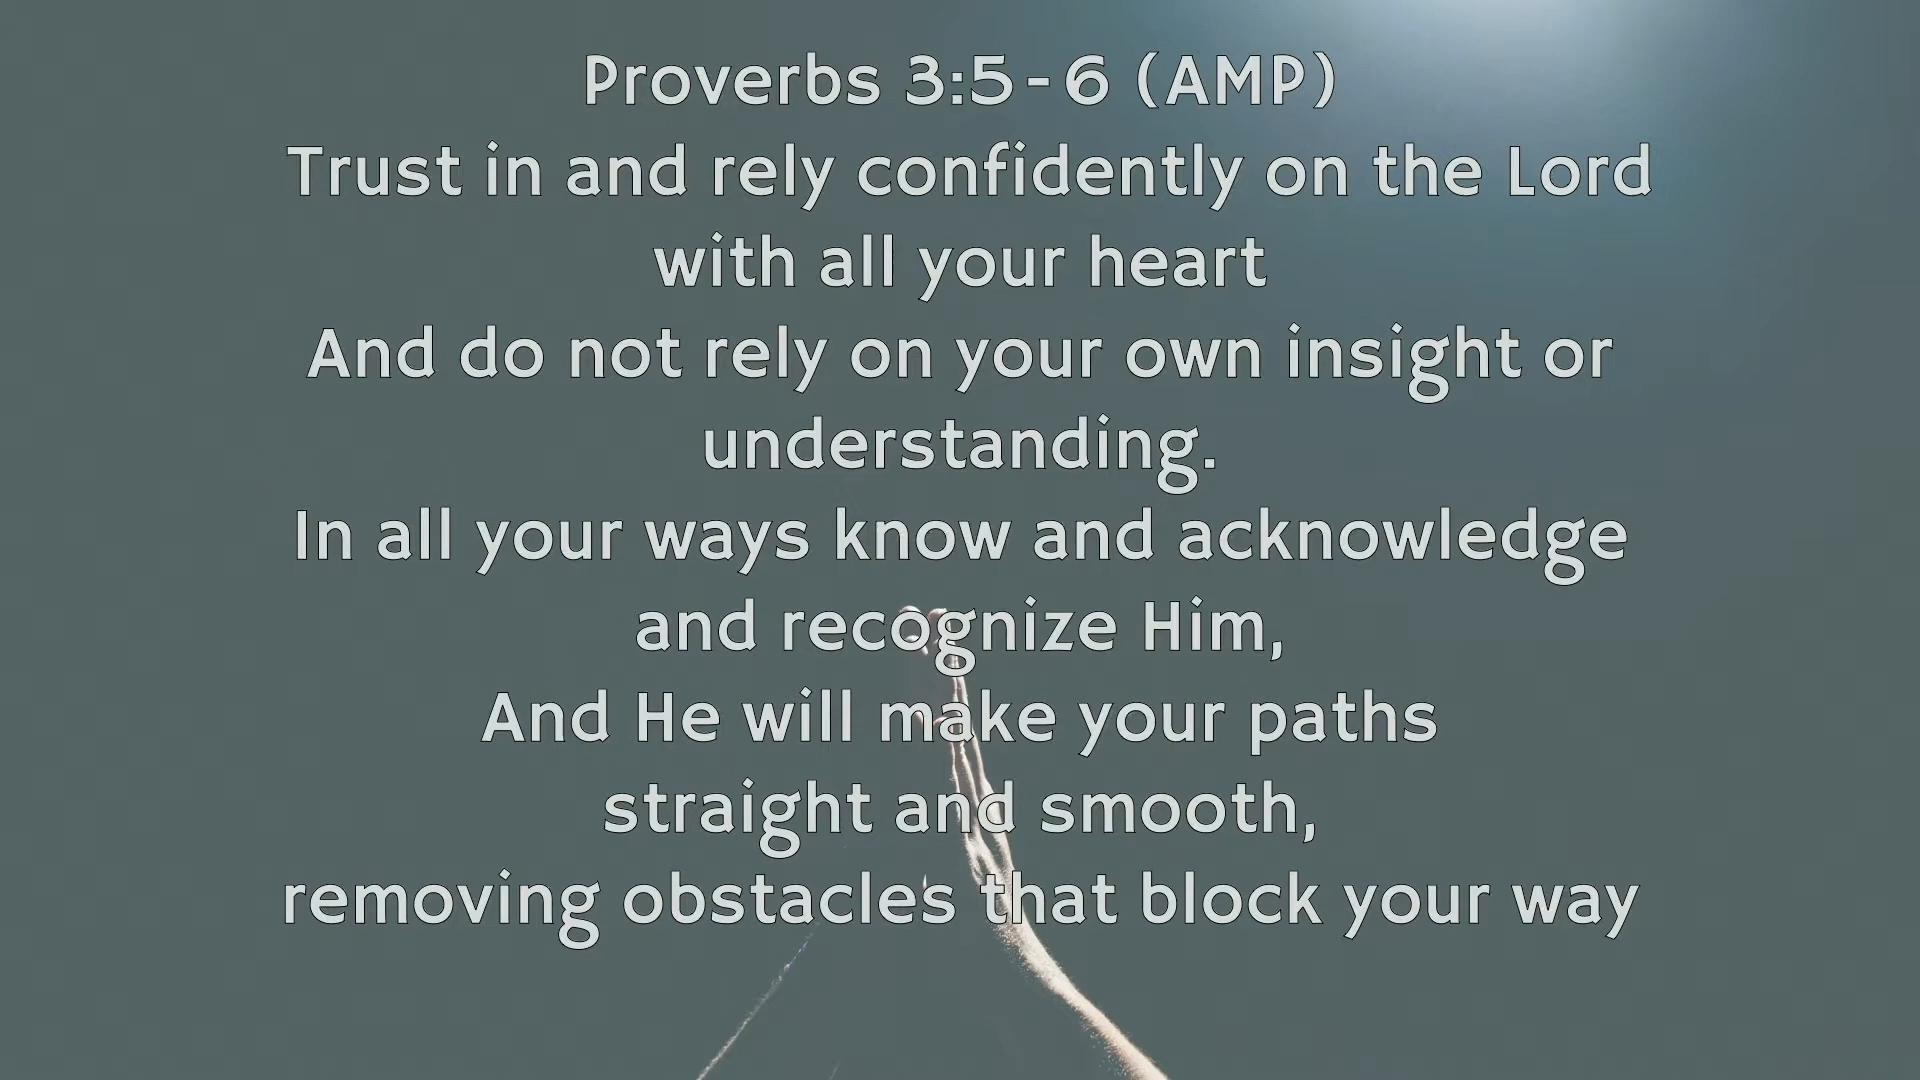 Proverbs 3:5-6 (AMP)
Trust in and rely confidently on the Lord
with all your heart
And do not rely on your own insight or
understanding.
In all your ways know and acknowledge
and recognize Him,
And He will make your paths
straight and smooth,
removing obstacles that block your way